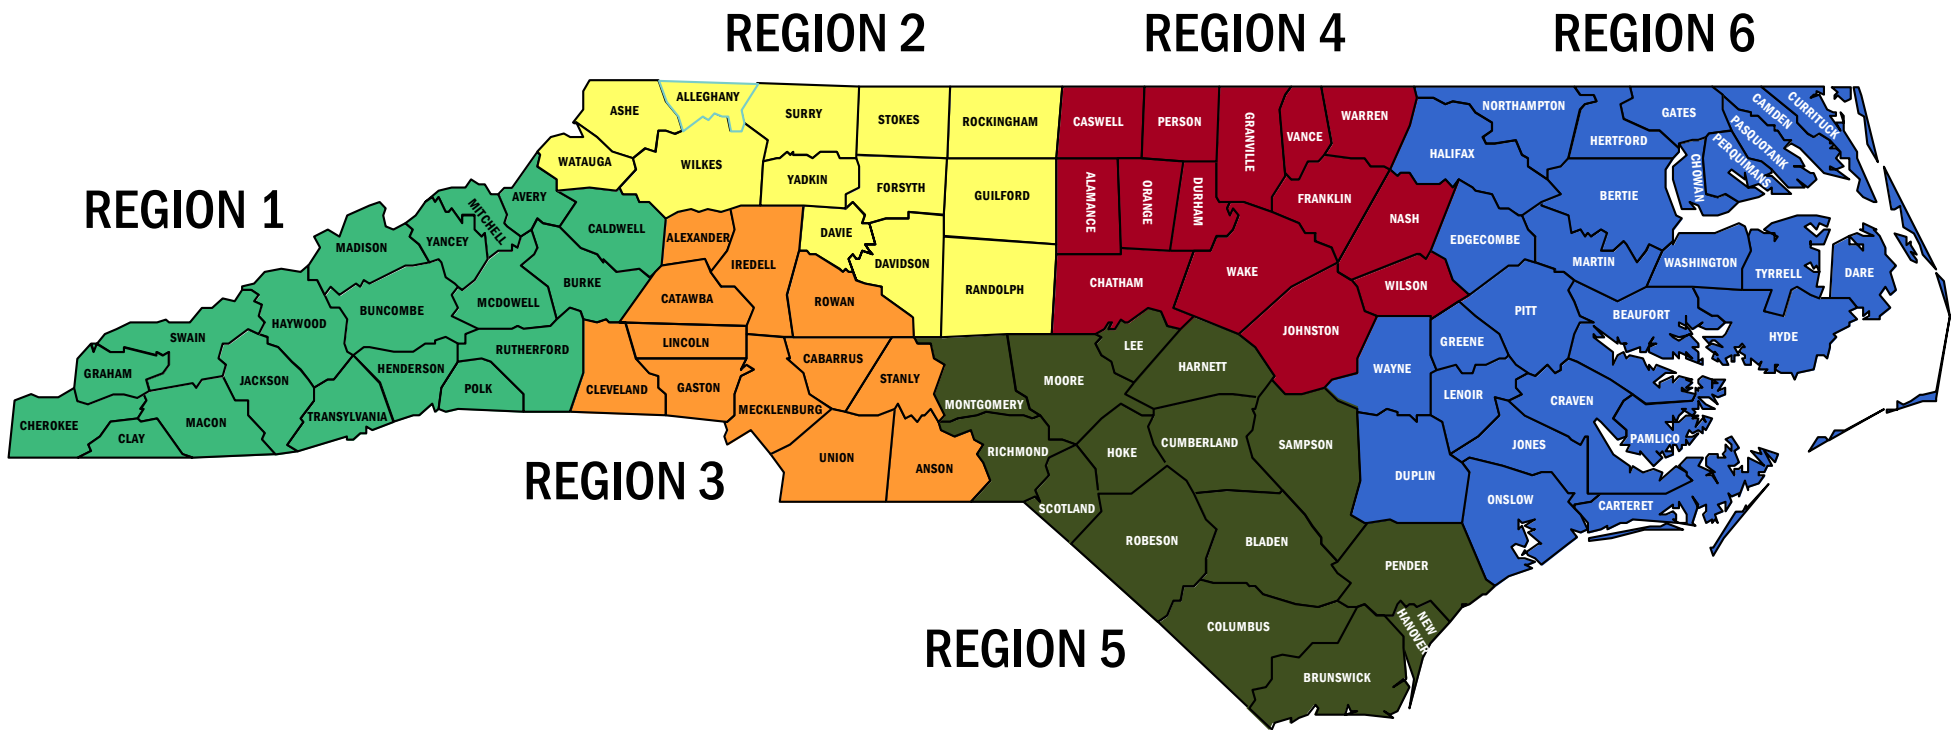 REGION 2
REGION 4
REGION 6
REGION 1
REGION 3
REGION 5
ASHE
ALLEGHANY
SURRY
STOKES
ROCKINGHAM
WATAUGA
WILKES
YADKIN
FORSYTH
GUILFORD
DAVIE
DAVIDSON
RANDOLPH
CASWELL
PERSON
GRANVILLE
VANCE
WARREN
ALAMANCE
ORANGE
DURHAM
FRANKLIN
NASH
CHATHAM
WAKE
WILSON
JOHNSTON
NORTHAMPTON
GATES
CAMDEN
CURRITUCK
HERTFORD
PASQUOTANK
PERQUIMANS
CHOWAN
HALIFAX
BERTIE
EDGECOMBE
MARTIN
WASHINGTON
TYRRELL
DARE
PITT
BEAUFORT
HYDE
GREENE
WAYNE
LENOIR
CRAVEN
PAMLICO
JONES
DUPLIN
ONSLOW
CARTERET
AVERY
MITCHELL
CALDWELL
YANCEY
MADISON
BURKE
MCDOWELL
BUNCOMBE
HAYWOOD
SWAIN
RUTHERFORD
GRAHAM
HENDERSON
JACKSON
POLK
TRANSYLVANIA
MACON
CHEROKEE
CLAY
ALEXANDER
IREDELL
CATAWBA
ROWAN
LINCOLN
CABARRUS
STANLY
CLEVELAND
GASTON
MECKLENBURG
UNION
ANSON
LEE
HARNETT
MOORE
MONTGOMERY
RICHMOND
HOKE
CUMBERLAND
SAMPSON
SCOTLAND
ROBESON
BLADEN
PENDER
COLUMBUS
NEW
HANOVER
BRUNSWICK